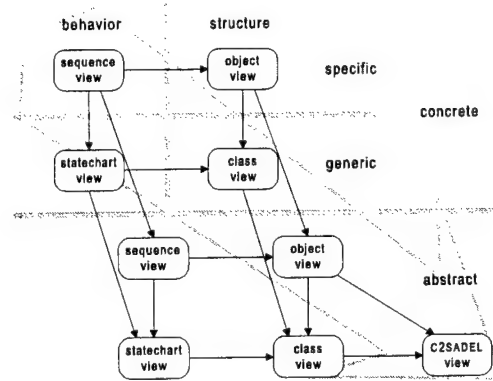 behavior structure
sequence view
object view
specific
concrete
statechart view
class view
generic
sequence view
object view
abstract
statechart view
class view
C2SADEL view